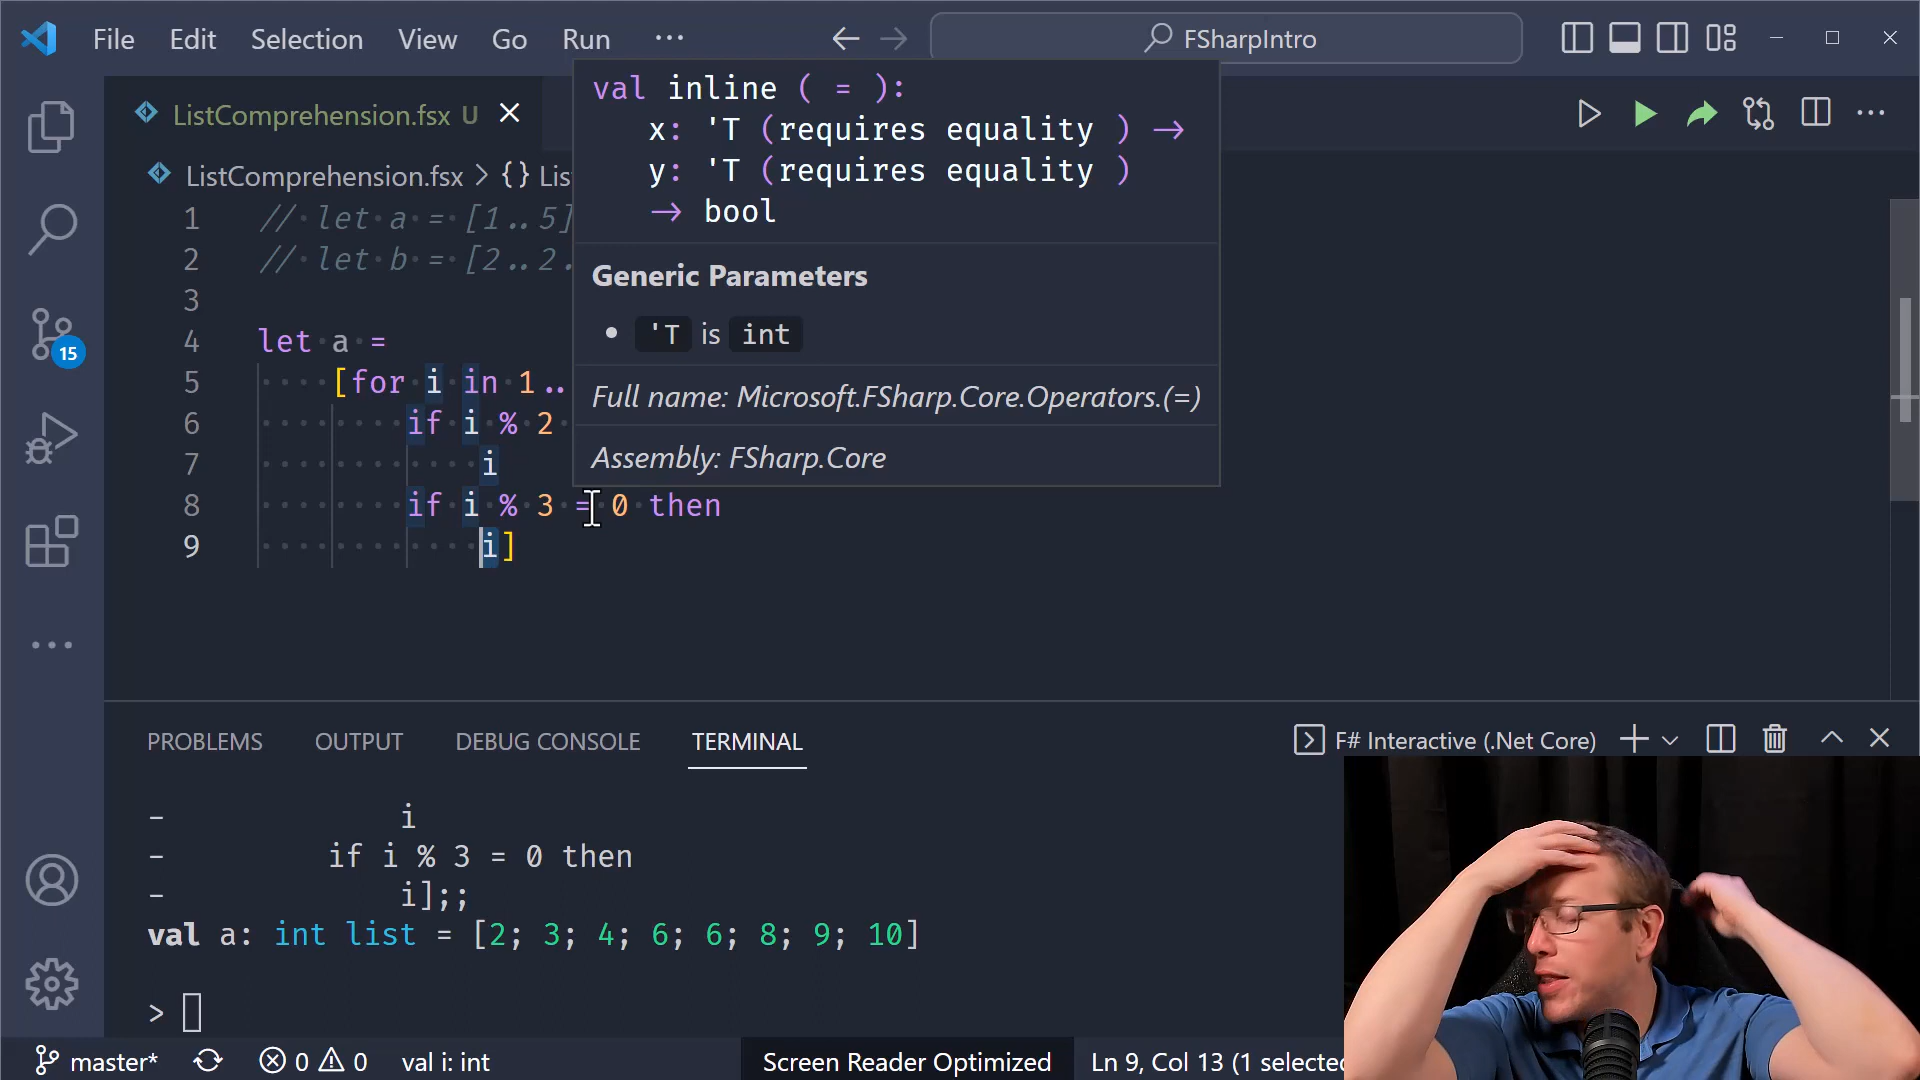 File Edit Selection View Go Run ··· FSharpIntro
ListComprehension.fsx U
ListComprehension.fsx > {} Lis
val inline ( = ):
x: 'T (requires equality ) →
y: 'T (requires equality )
→ bool
Generic Parameters
• 'T is int
Full name: Microsoft.FSharp.Core.Operators.(=)
Assembly: FSharp.Core
1 // let a = [1..5]
2 // let b = [2..2.
3
4 let a =
5 [for i in 1..
6 if i % 2
7 i
8 if i % 3 = 0 then
9 i]
15
PROBLEMS OUTPUT DEBUG CONSOLE TERMINAL F# Interactive (.Net Core)
- i
- if i % 3 = 0 then
- i];;
val a: int list = [2; 3; 4; 6; 6; 8; 9; 10]
>
master* 0 0 val i: int Screen Reader Optimized Ln 9, Col 13 (1 selected